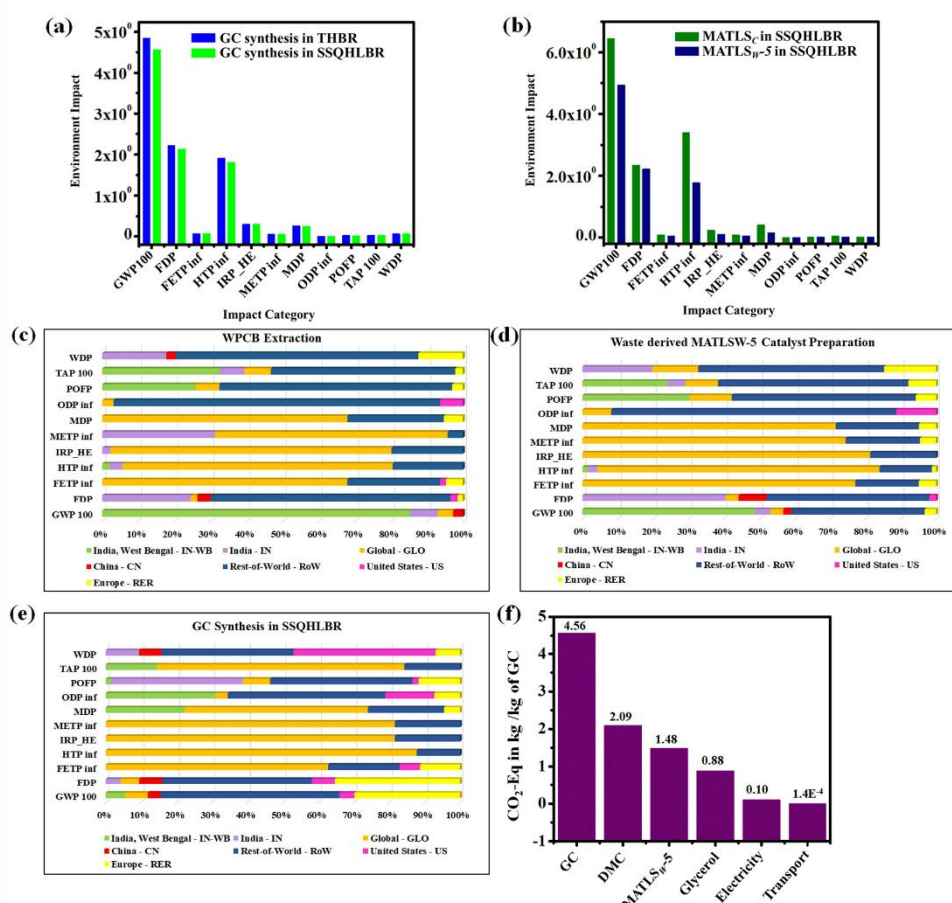 (a)
GC synthesis in THBR
GC synthesis in SSQHLBR
Environment Impact
5x10⁰
4x10⁰
3x10⁰
2x10⁰
1x10⁰
0
GWP100
FDP
FETP inf
HTP inf
IRP_HE
METP inf
MDP
ODP inf
POFP
TAP 100
WDP
Impact Category
(b)
MATLS_C in SSQHLBR
MATLS_W-5 in SSQHLBR
Environment Impact
6.0x10⁰
4.0x10⁰
2.0x10⁰
0.0
GWP100
FDP
FETP inf
HTP inf
IRP_HE
METP inf
MDP
ODP inf
POFP
TAP 100
WDP
Impact Category
(c)
WPCB Extraction
WDP
TAP 100
POFP
ODP inf
MDP
METP inf
IRP_HE
HTP inf
FETP inf
FDP
GWP 100
0% 10% 20% 30% 40% 50% 60% 70% 80% 90% 100%
India, West Bengal - IN-WB India - IN Global - GLO
China - CN Rest-of-World - RoW United States - US
Europe - RER
(d)
Waste derived MATLSW-5 Catalyst Preparation
WDP
TAP 100
POFP
ODP inf
MDP
METP inf
IRP_HE
HTP inf
FETP inf
FDP
GWP 100
0% 10% 20% 30% 40% 50% 60% 70% 80% 90% 100%
India, West Bengal - IN-WB India - IN Global - GLO
China - CN Rest-of-World - RoW United States - US
Europe - RER
(e)
GC Synthesis in SSQHLBR
WDP
TAP 100
POFP
ODP inf
MDP
METP inf
IRP_HE
HTP inf
FETP inf
FDP
GWP 100
0% 10% 20% 30% 40% 50% 60% 70% 80% 90% 100%
India, West Bengal - IN-WB India - IN Global - GLO
China - CN Rest-of-World - RoW United States - US
Europe - RER
(f)
CO₂-Eq in kg /kg of GC
5
4
3
2
1
0
-1
4.56
2.09
1.48
0.88
0.10
1.4E⁻⁴
GC
DMC
MATLS_W-5
Glycerol
Electricity
Transport